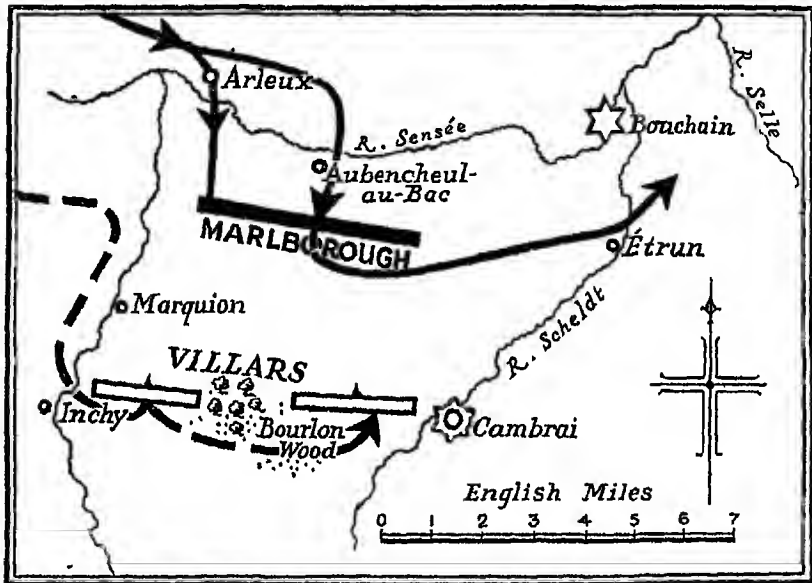 Arleux
R. Sensée
Bouchain
R. Selle
Aubencheul-
au-Bac
MARLBOROUGH
Étrun
Marquion
R. Scheldt
VILLARS
Inchy
Bourlon
Wood
Cambrai
English Miles
0 1 2 3 4 5 6 7